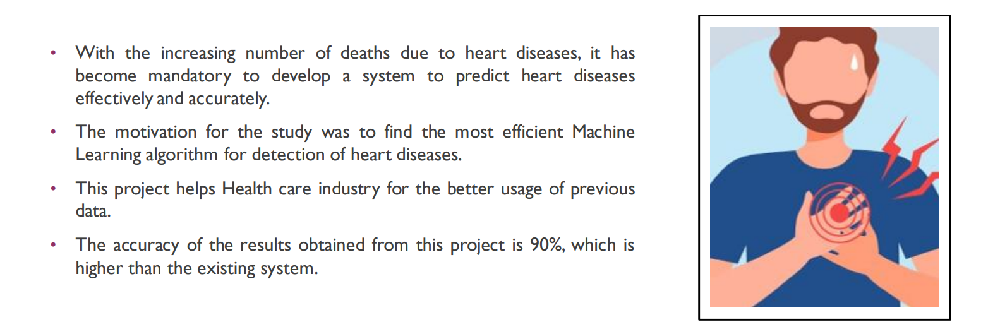 • With the increasing number of deaths due to heart diseases, it has
become mandatory to develop a system to predict heart diseases
effectively and accurately.
• The motivation for the study was to find the most efficient Machine
Learning algorithm for detection of heart diseases.
• This project helps Health care industry for the better usage of previous
data.
• The accuracy of the results obtained from this project is 90%, which is
higher than the existing system.